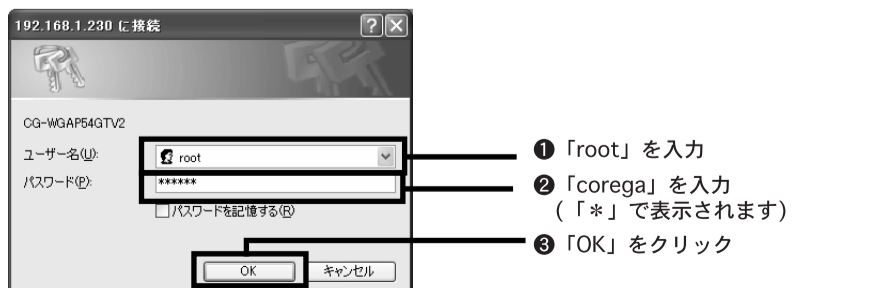 192.168.1.230 に接続
CG-WGAP54GTV2
ユーザー名(U):
root
パスワード(P):
******
パスワードを記憶する(R)
OK
キャンセル
❶「root」を入力
❷「corega」を入力
(「＊」で表示されます)
❸「OK」をクリック